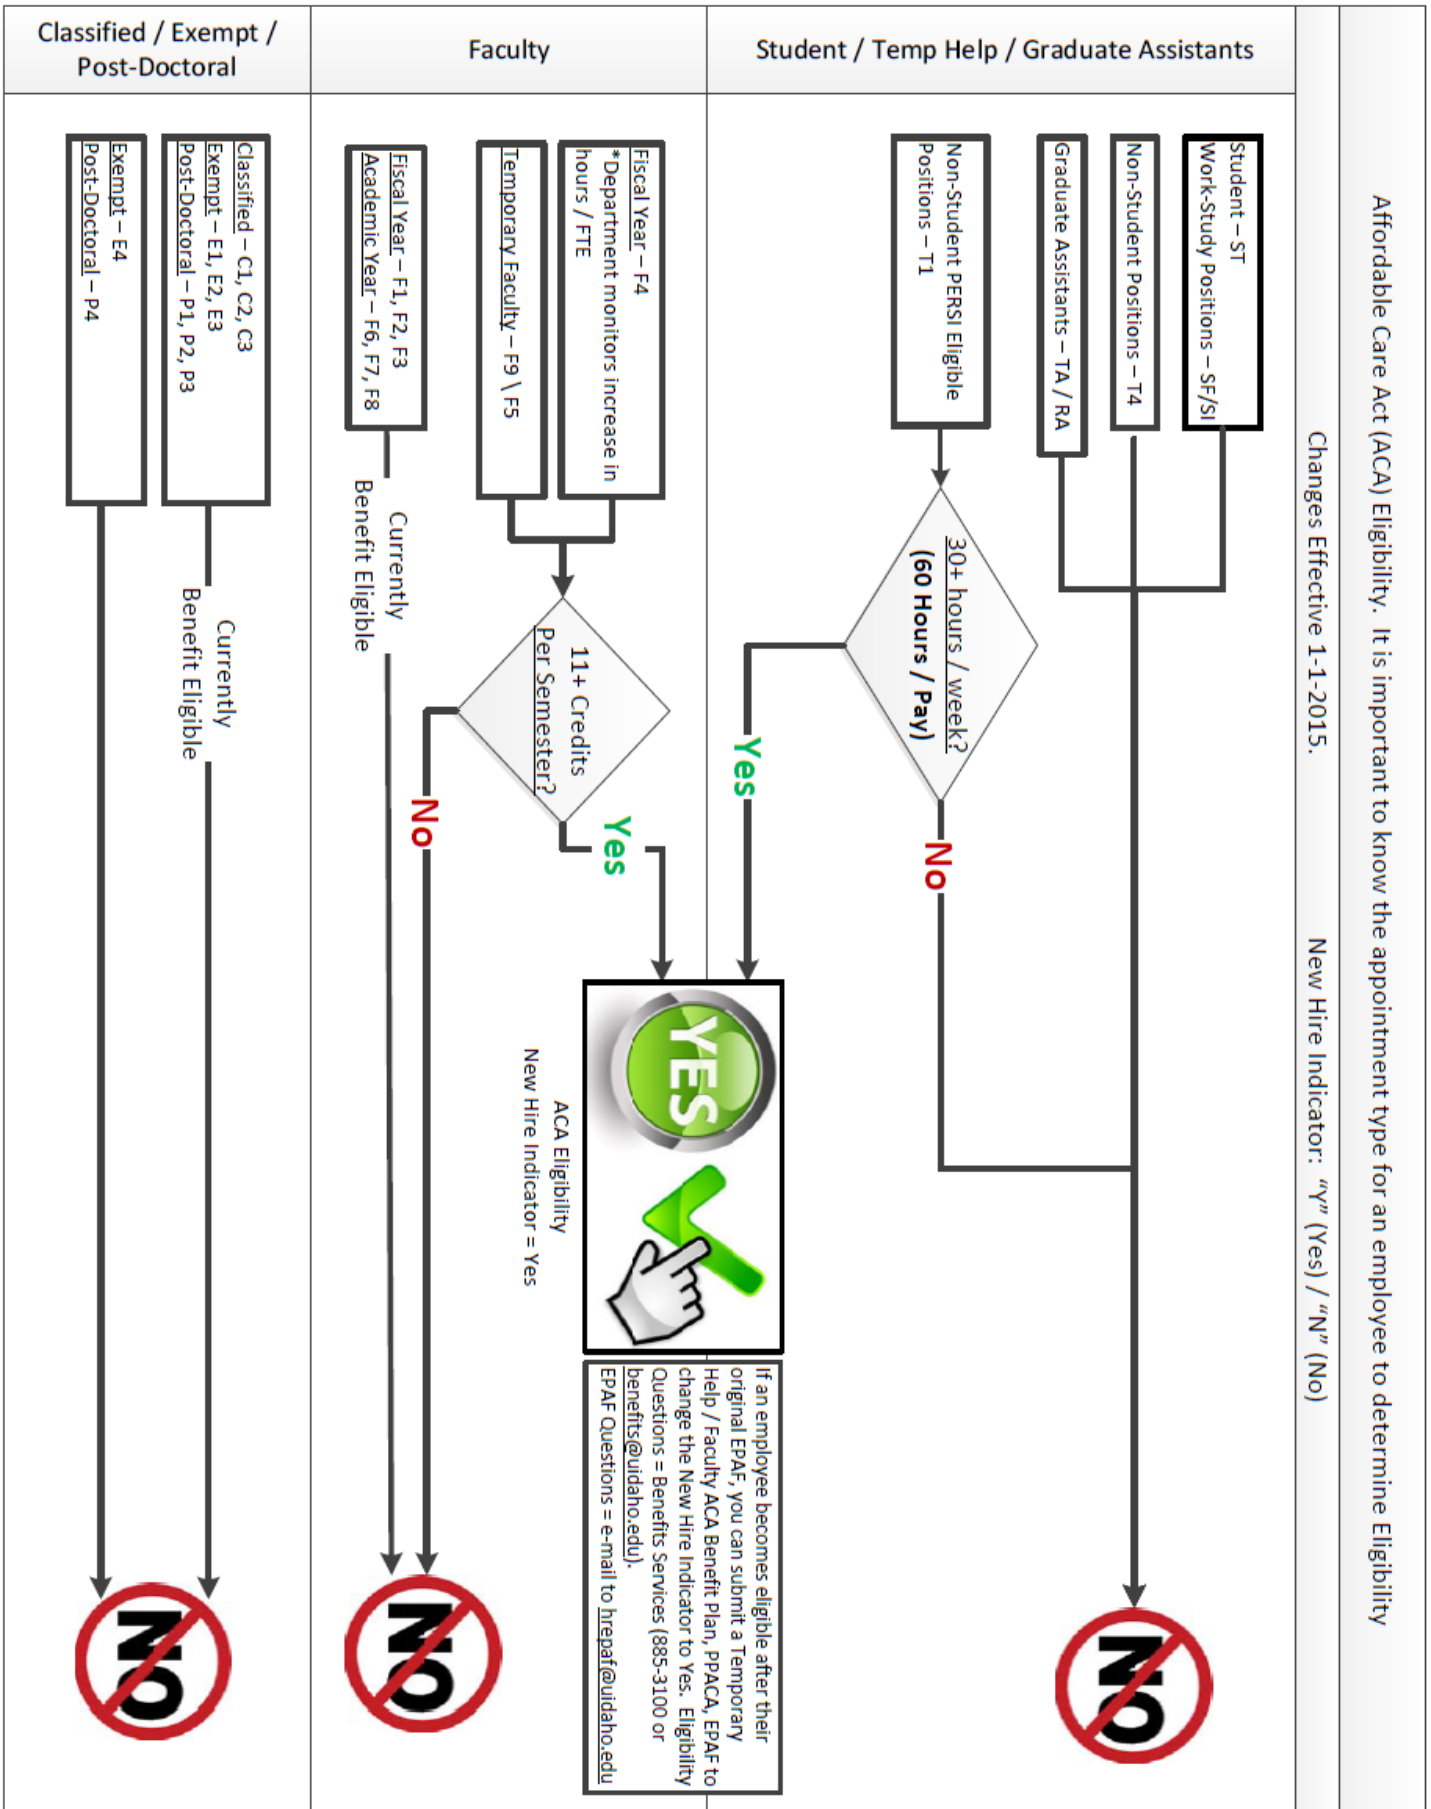 Affordable Care Act (ACA) Eligibility.  It is important to know the appointment type for an employee to determine Eligibility
Changes Effective 1-1-2015.
New Hire Indicator:  “Y” (Yes) / “N” (No)
Student / Temp Help / Graduate Assistants
Student – ST
Work-Study Positions – SF/SI
Non-Student Positions – T4
Graduate Assistants – TA / RA
Non-Student PERSI Eligible
Positions – T1
30+ hours / week?
(60 Hours / Pay)
Yes
No
NO
Faculty
Fiscal Year – F4
*Department monitors increase in
hours / FTE
Temporary Faculty – F9 \ F5
Fiscal Year – F1, F2, F3
Academic Year – F6, F7, F8
11+ Credits
Per Semester?
Yes
No
Currently
Benefit Eligible
YES
ACA Eligibility
New Hire Indicator = Yes
If an employee becomes eligible after their
original EPAF, you can submit a Temporary
Help / Faculty ACA Benefit Plan, PPACA, EPAF to
change the New Hire Indicator to Yes.  Eligibility
Questions = Benefits Services (885-3100 or
benefits@uidaho.edu).
EPAF Questions = e-mail to hrepaf@uidaho.edu
NO
Classified / Exempt /
Post-Doctoral
Classified – C1, C2, C3
Exempt – E1, E2, E3
Post-Doctoral – P1, P2, P3
Exempt – E4
Post-Doctoral – P4
Currently
Benefit Eligible
NO